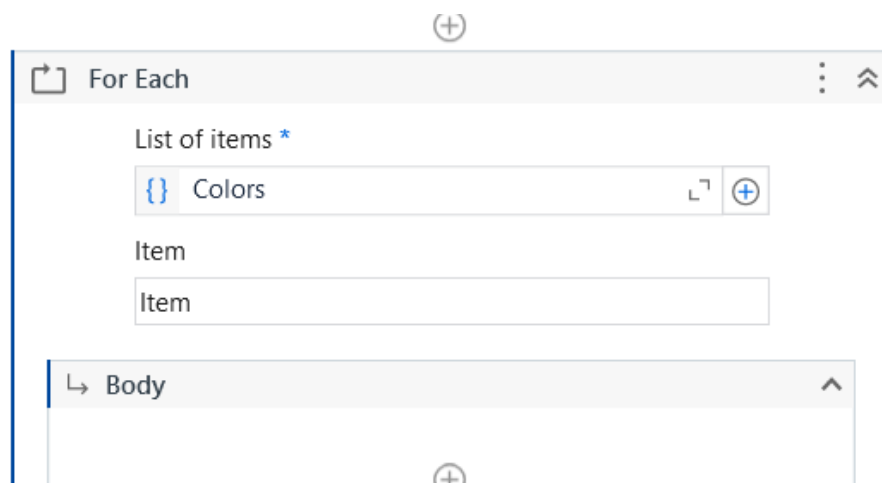 For Each
List of items *
{} Colors
Item
Item
Body